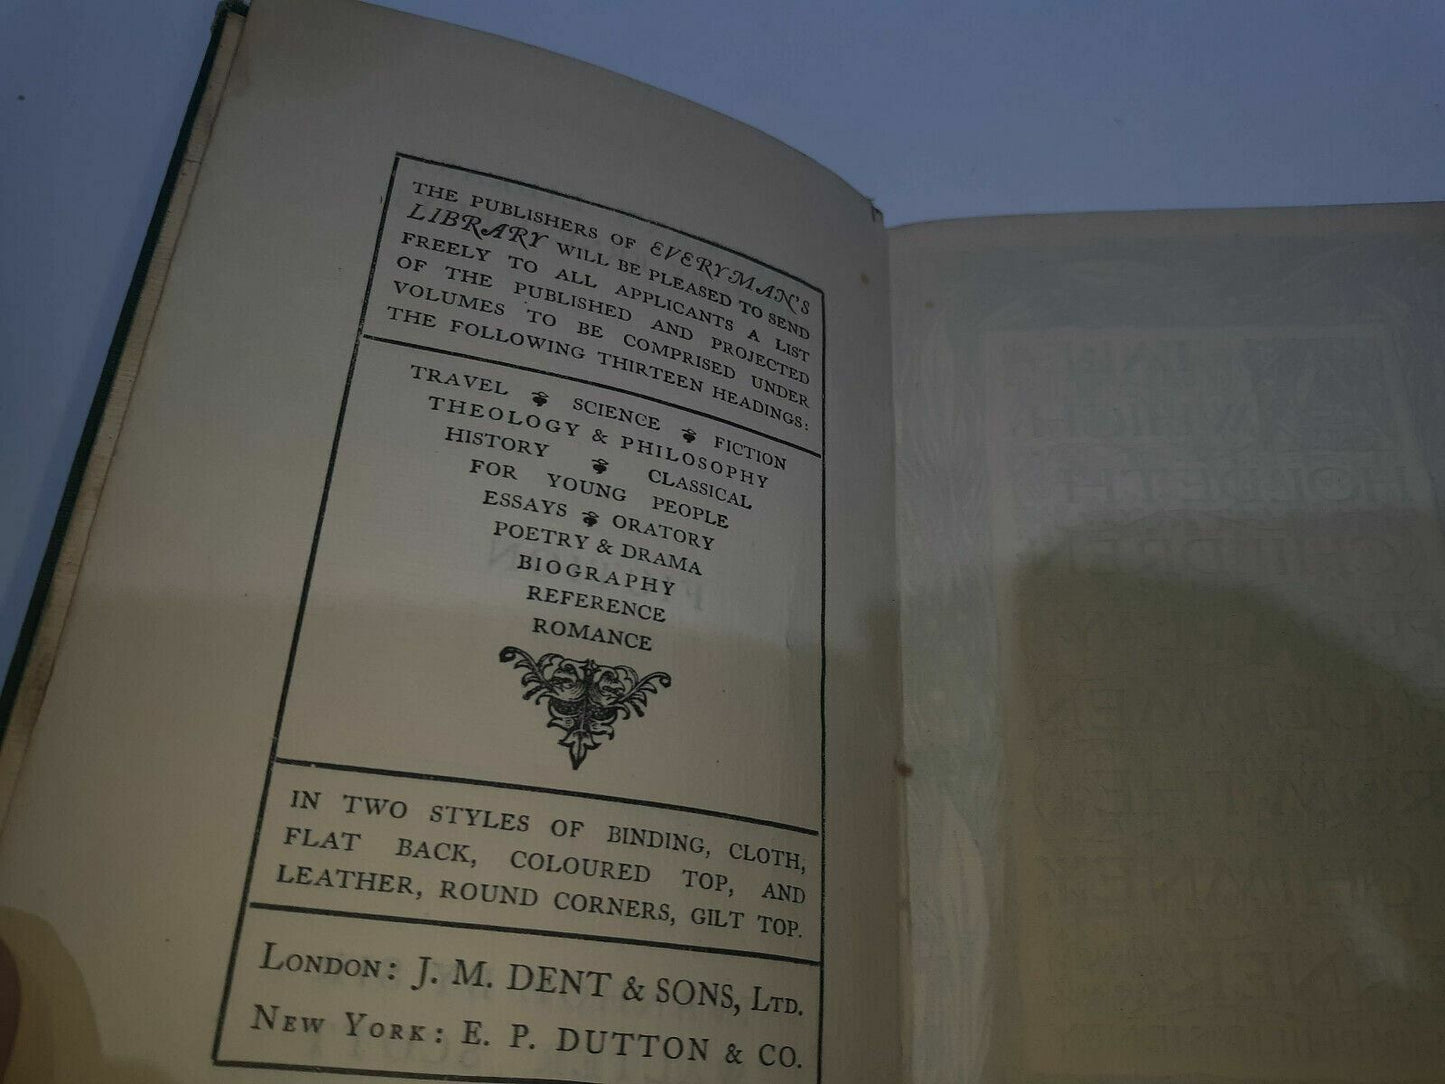 THE PUBLISHERS OF EVERYMAN'S
LIBRARY WILL BE PLEASED TO SEND
FREELY TO ALL APPLICANTS A LIST
OF THE PUBLISHED AND PROJECTED
VOLUMES TO BE COMPRISED UNDER
THE FOLLOWING THIRTEEN HEADINGS:
TRAVEL SCIENCE FICTION
THEOLOGY & PHILOSOPHY
HISTORY CLASSICAL
FOR YOUNG PEOPLE
ESSAYS ORATORY
POETRY & DRAMA
BIOGRAPHY
REFERENCE
ROMANCE
IN TWO STYLES OF BINDING, CLOTH,
FLAT BACK, COLOURED TOP, AND
LEATHER, ROUND CORNERS, GILT TOP.
LONDON: J. M. DENT & SONS, LTD.
NEW YORK: E. P. DUTTON & CO.